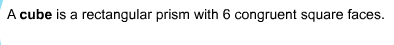 A cube is a rectangular prism with 6 congruent square faces.